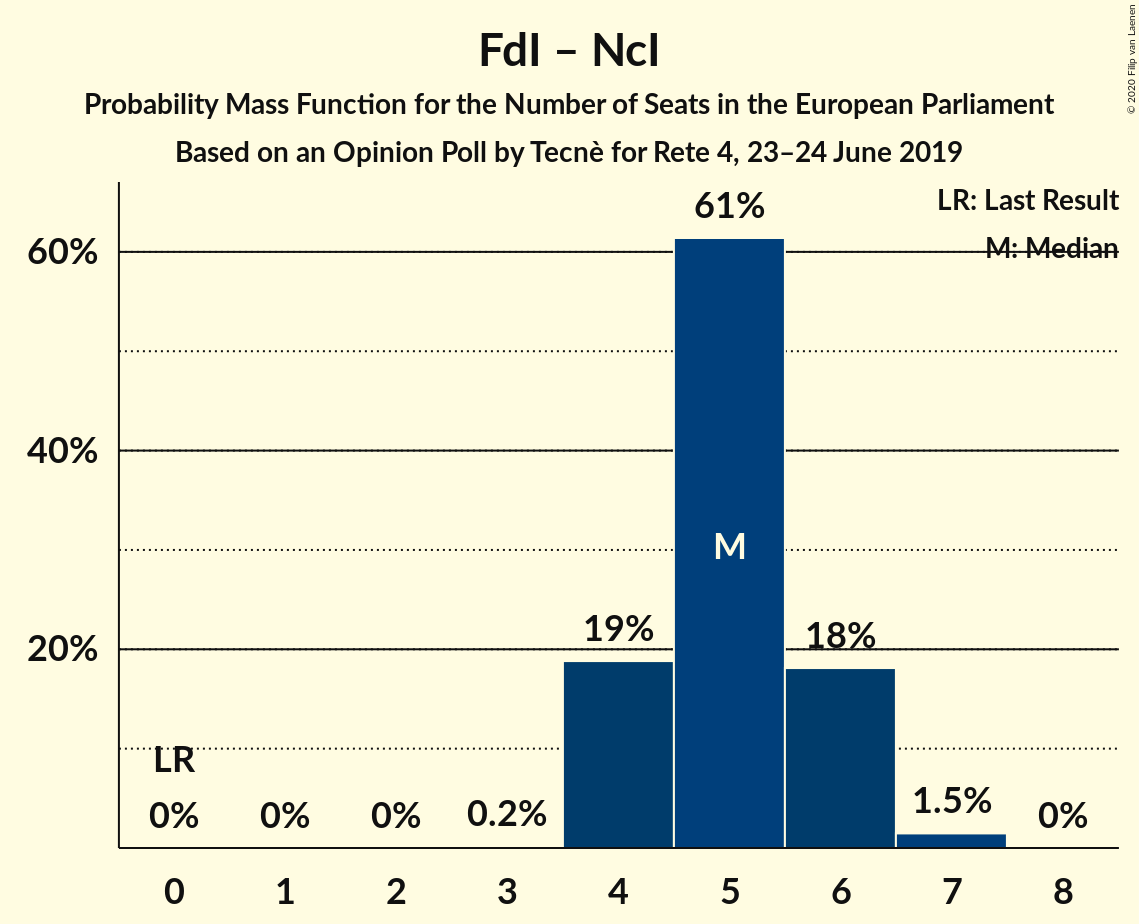 FdI – NcI
Probability Mass Function for the Number of Seats in the European Parliament
Based on an Opinion Poll by Tecnè for Rete 4, 23–24 June 2019
© 2020 Filip van Laenen
LR: Last Result
M: Median
60%
40%
20%
61%
M
19%
18%
LR
0%
0%
0%
0.2%
1.5%
0%
0 1 2 3 4 5 6 7 8